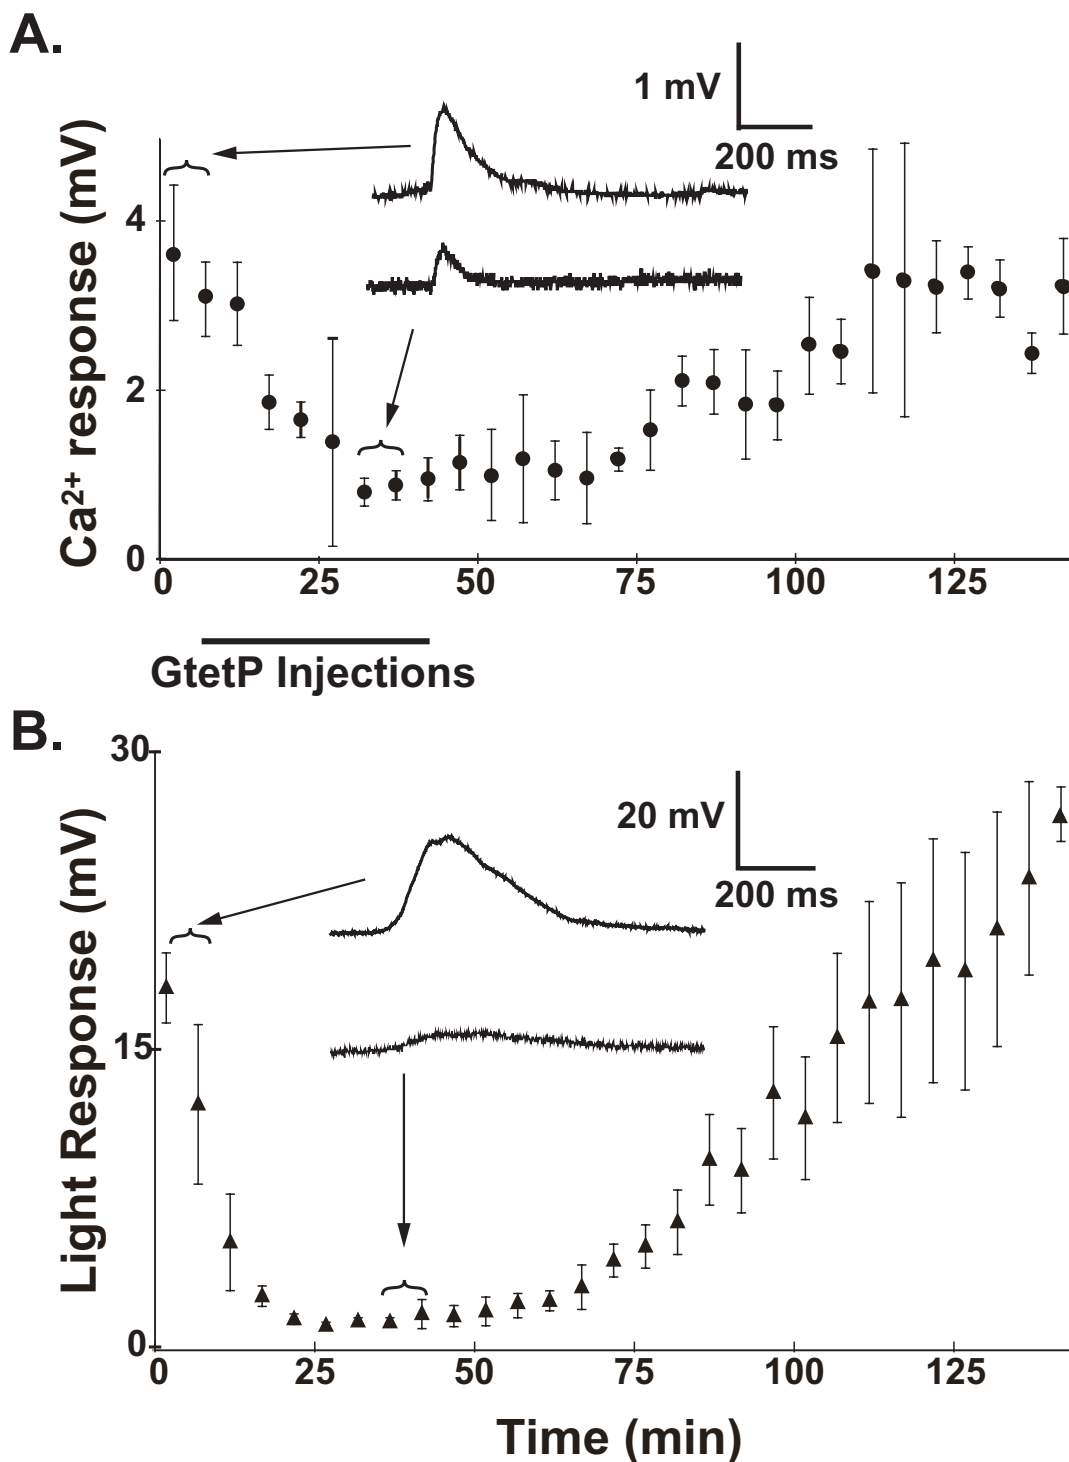 A.
1 mV
200 ms
Ca²⁺ response (mV)
4
2
0
0 25 50 75 100 125
GtetP Injections
B.
30
20 mV
200 ms
Light Response (mV)
15
0
0 25 50 75 100 125
Time (min)